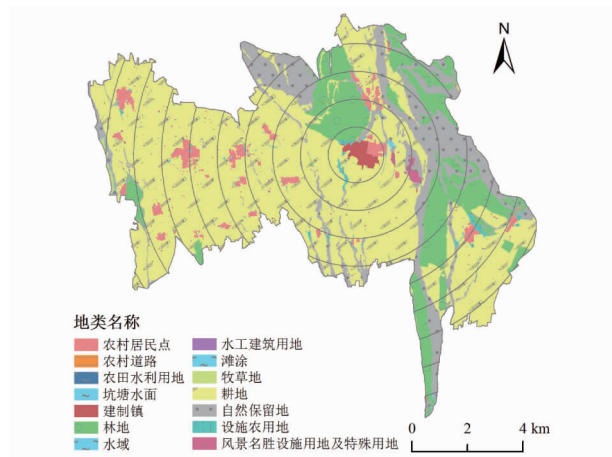 N
地类名称
农村居民点
农村道路
农田水利用地
坑塘水面
建制镇
林地
水域
水工建筑用地
滩涂
牧草地
耕地
自然保留地
设施农用地
风景名胜设施用地及特殊用地
0 2 4 km